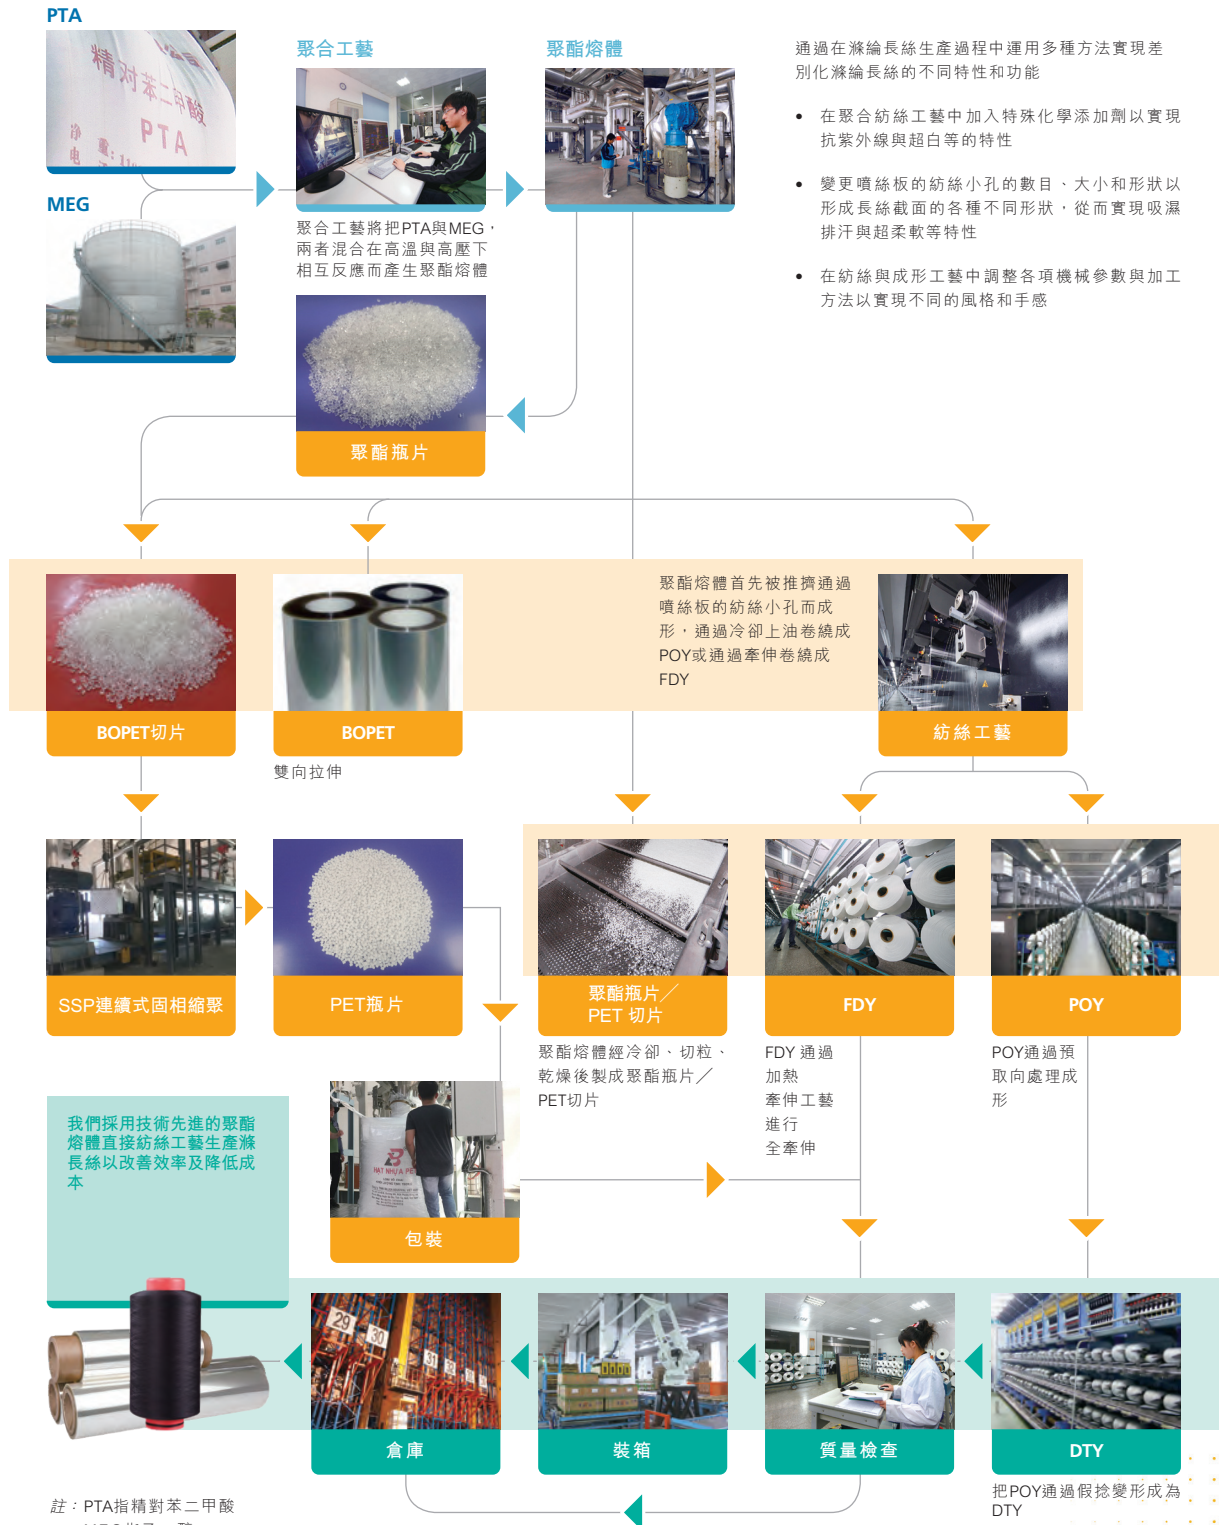 PTA
精对苯二甲酸
PTA
MEG
聚合工藝
聚合工藝將把PTA與MEG，
兩者混合在高溫與高壓下
相互反應而產生聚酯熔體
聚酯熔體
通過在滌綸長絲生產過程中運用多種方法實現差
別化滌綸長絲的不同特性和功能
• 在聚合紡絲工藝中加入特殊化學添加劑以實現
抗紫外線與超白等的特性
• 變更噴絲板的紡絲小孔的數目、大小和形狀以
形成長絲截面的各種不同形狀，從而實現吸濕
排汗與超柔軟等特性
• 在紡絲與成形工藝中調整各項機械參數與加工
方法以實現不同的風格和手感
聚酯瓶片
BOPET切片
BOPET
雙向拉伸
聚酯熔體首先被推擠通過
噴絲板的紡絲小孔而成
形，通過冷卻上油卷繞成
POY或通過牽伸卷繞成
FDY
紡絲工藝
SSP連續式固相縮聚
PET瓶片
聚酯瓶片／
PET 切片
聚酯熔體經冷卻、切粒、
乾燥後製成聚酯瓶片／
PET切片
FDY
FDY 通過
加熱
牽伸工藝
進行
全牽伸
POY
POY通過預
取向處理成
形
我們採用技術先進的聚酯
熔體直接紡絲工藝生產滌
長絲以改善效率及降低成
本
HẠT NHỰA PE
包裝
29
30
31
32
倉庫
裝箱
質量檢查
DTY
把POY通過假捻變形成為
DTY
註：PTA指精對苯二甲酸